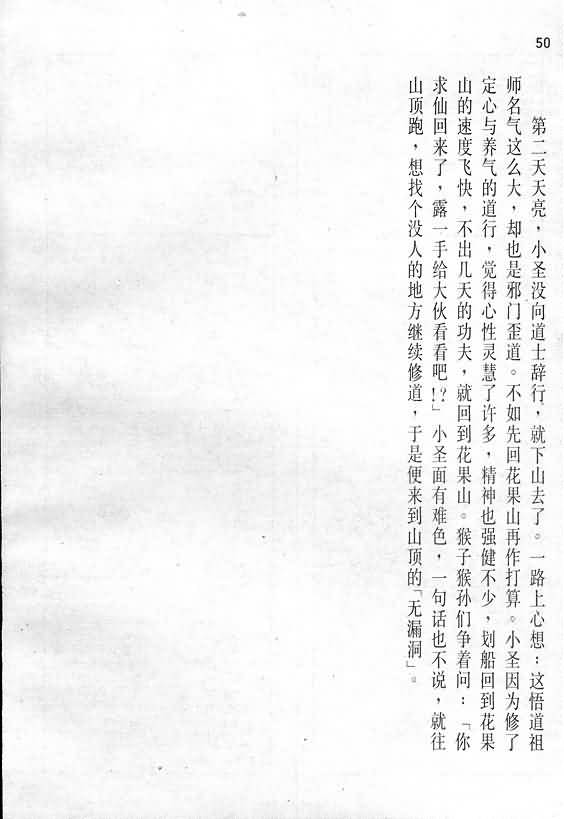 50
第二天天亮，小圣没向道士辞行，就下山去了。一路上心想：这悟道祖
师名气这么大，却也是邪门歪道。不如先回花果山再作打算。小圣因为修了
定心与养气的道行，觉得心性灵慧了许多，精神也强健不少，划船回到花果
山的速度飞快，不出几天的功夫，就回到花果山。猴子猴孙们争着问：「你
求仙回来了，露一手给大伙看看吧!?」小圣面有难色，一句话也不说，就往
山顶跑，想找个没人的地方继续修道，于是便来到山顶的「无漏洞」。